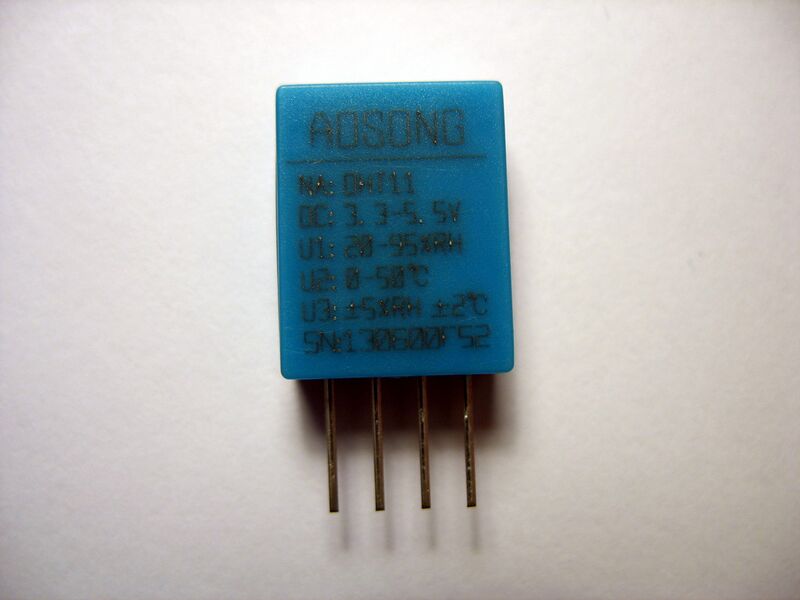 AOSONG
NA: DHT11
DC: 3.3-5.5V
U1: 20-95%RH
U2: 0-50℃
U3: ±5%RH ±2℃
SN:130600F52